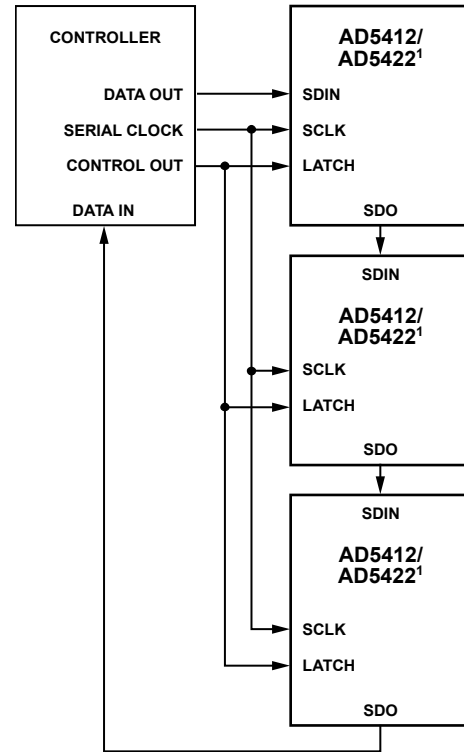 CONTROLLER
DATA OUT
SERIAL CLOCK
CONTROL OUT
DATA IN
AD5412/
AD5422¹
SDIN
SCLK
LATCH
SDO
SDIN
AD5412/
AD5422¹
SCLK
LATCH
SDO
SDIN
AD5412/
AD5422¹
SCLK
LATCH
SDO